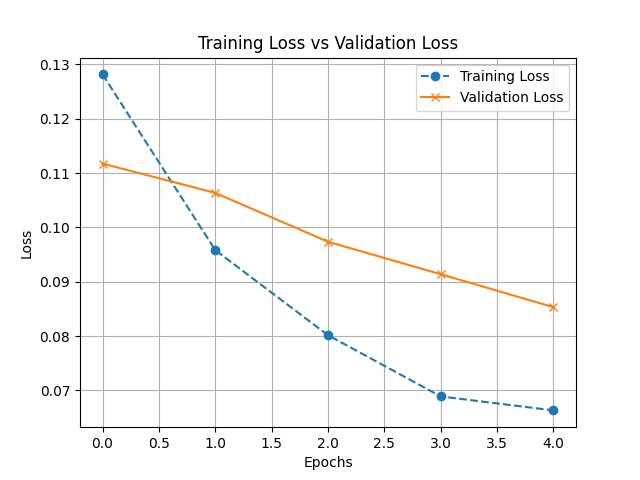 Training Loss vs Validation Loss
Training Loss
Validation Loss
0.13
0.12
0.11
0.10
0.09
0.08
0.07
Loss
0.0 0.5 1.0 1.5 2.0 2.5 3.0 3.5 4.0
Epochs